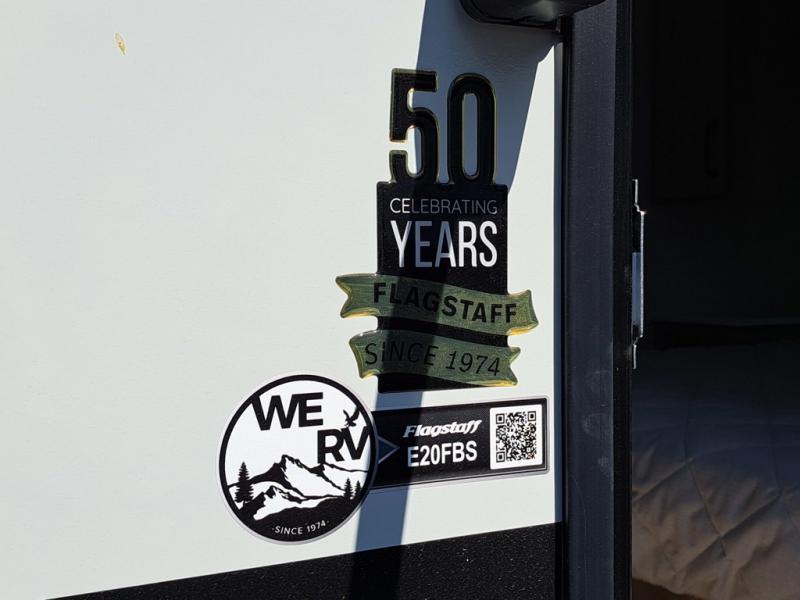 50
CELEBRATING
YEARS
FLAGSTAFF
SINCE 1974
WE
RV
·SINCE 1974·
Flagstaff
E20FBS